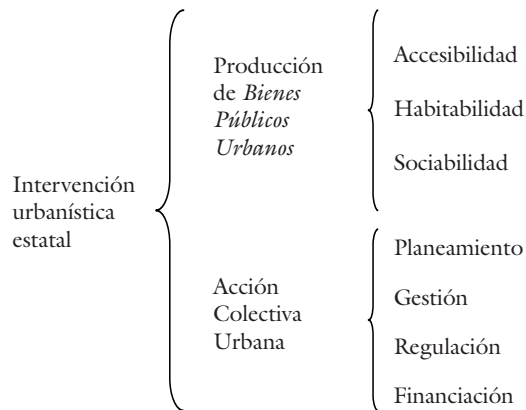 Intervención
urbanística
estatal
Producción
de Bienes
Públicos
Urbanos
Accesibilidad
Habitabilidad
Sociabilidad
Acción
Colectiva
Urbana
Planeamiento
Gestión
Regulación
Financiación